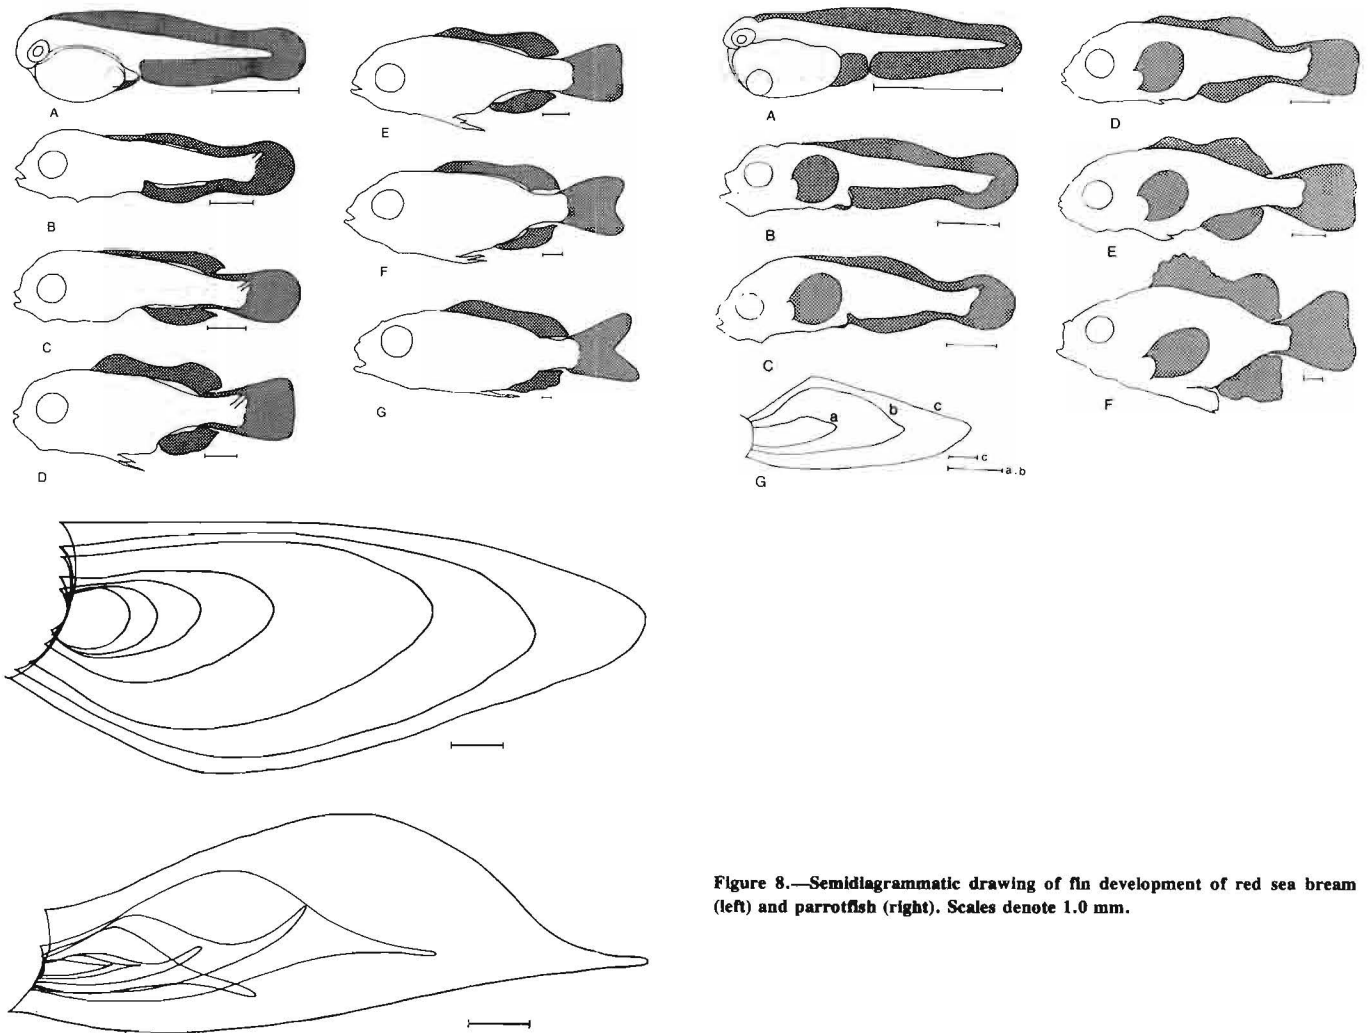 A
B
C
D
E
F
G
A
B
C
G
a
b
c
c
a.b
D
E
F
Figure 8.—Semidiagrammatic drawing of fin development of red sea bream
(left) and parrotfish (right). Scales denote 1.0 mm.